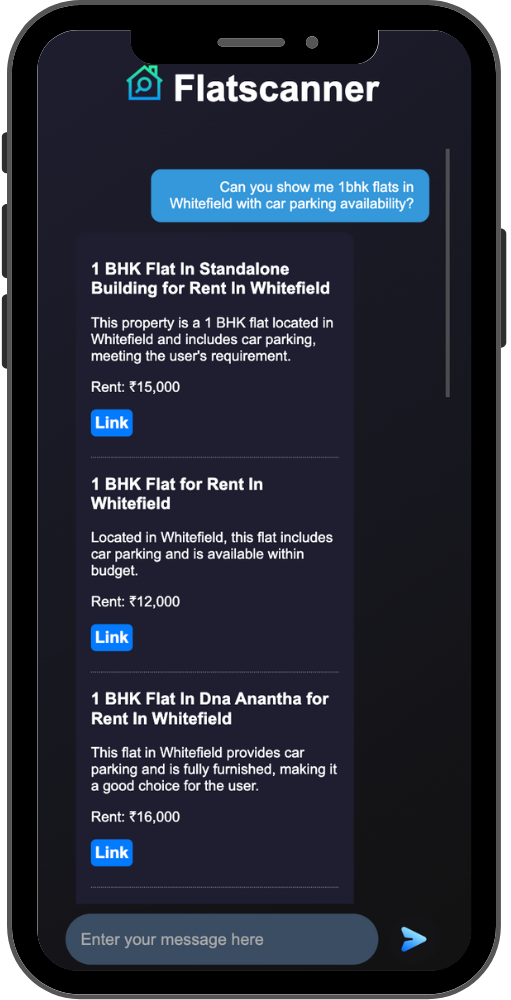 Flatscanner
Can you show me 1bhk flats in
Whitefield with car parking availability?
1 BHK Flat In Standalone
Building for Rent In Whitefield
This property is a 1 BHK flat located in
Whitefield and includes car parking,
meeting the user's requirement.
Rent: ₹15,000
Link
1 BHK Flat for Rent In
Whitefield
Located in Whitefield, this flat includes
car parking and is available within
budget.
Rent: ₹12,000
Link
1 BHK Flat In Dna Anantha for
Rent In Whitefield
This flat in Whitefield provides car
parking and is fully furnished, making it
a good choice for the user.
Rent: ₹16,000
Link
Enter your message here